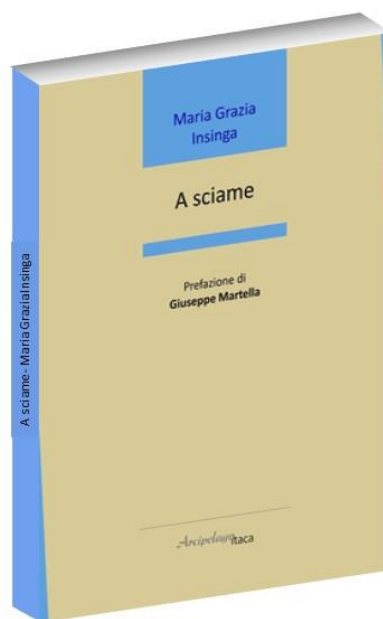 Maria Grazia
Insinga
A sciame
Prefazione di
Giuseppe Martella
Arcipelago itaca
A sciame - Maria Grazia Insinga